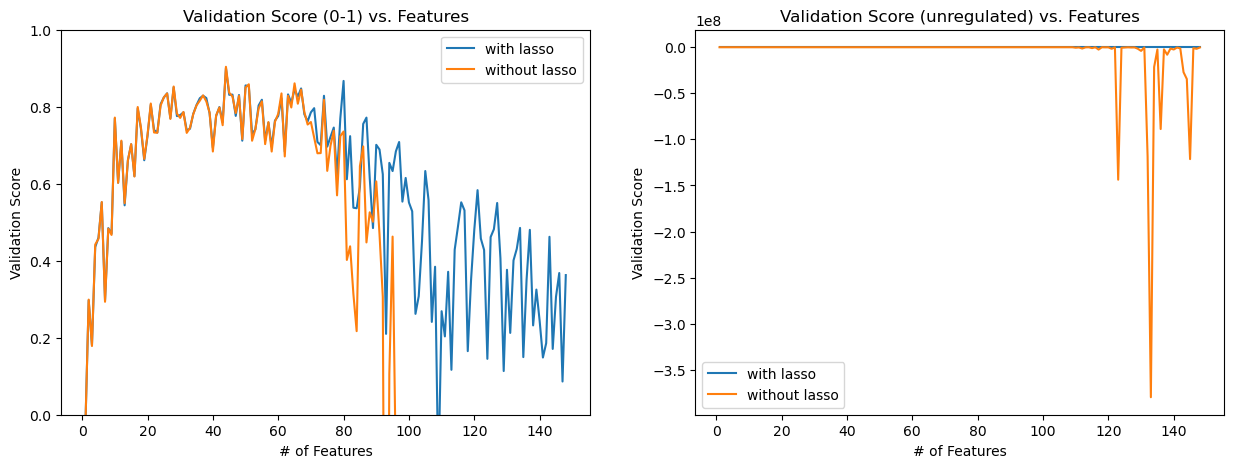 Validation Score (0-1) vs. Features
Validation Score
1.0
0.8
0.6
0.4
0.2
0.0
with lasso
without lasso
0 20 40 60 80 100 120 140
# of Features
Validation Score (unregulated) vs. Features
1e8
Validation Score
0.0
−0.5
−1.0
−1.5
−2.0
−2.5
−3.0
−3.5
with lasso
without lasso
0 20 40 60 80 100 120 140
# of Features